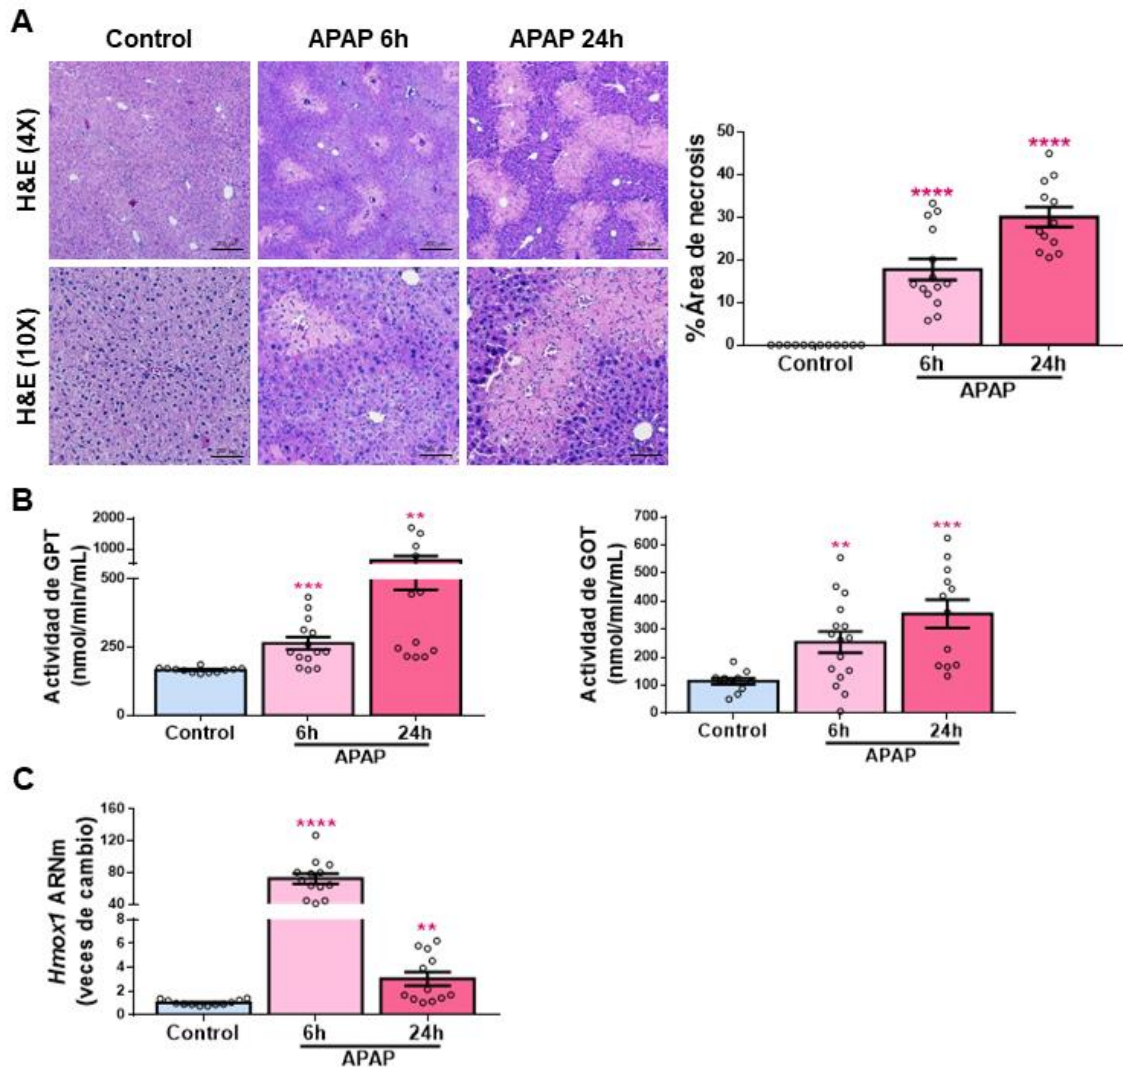 A
Control
APAP 6h
APAP 24h
H&E (4X)
H&E (10X)
%Área de necrosis
50
40
30
20
10
0
****
****
Control
6h
24h
APAP
B
Actividad de GPT
(nmol/min/mL)
2000
1000
500
250
0
***
**
Control
6h
24h
APAP
Actividad de GOT
(nmol/min/mL)
700
600
500
400
300
200
100
0
**
***
Control
6h
24h
APAP
C
Hmox1 ARNm
(veces de cambio)
160
120
80
40
8
6
4
2
0
****
**
Control
6h
24h
APAP